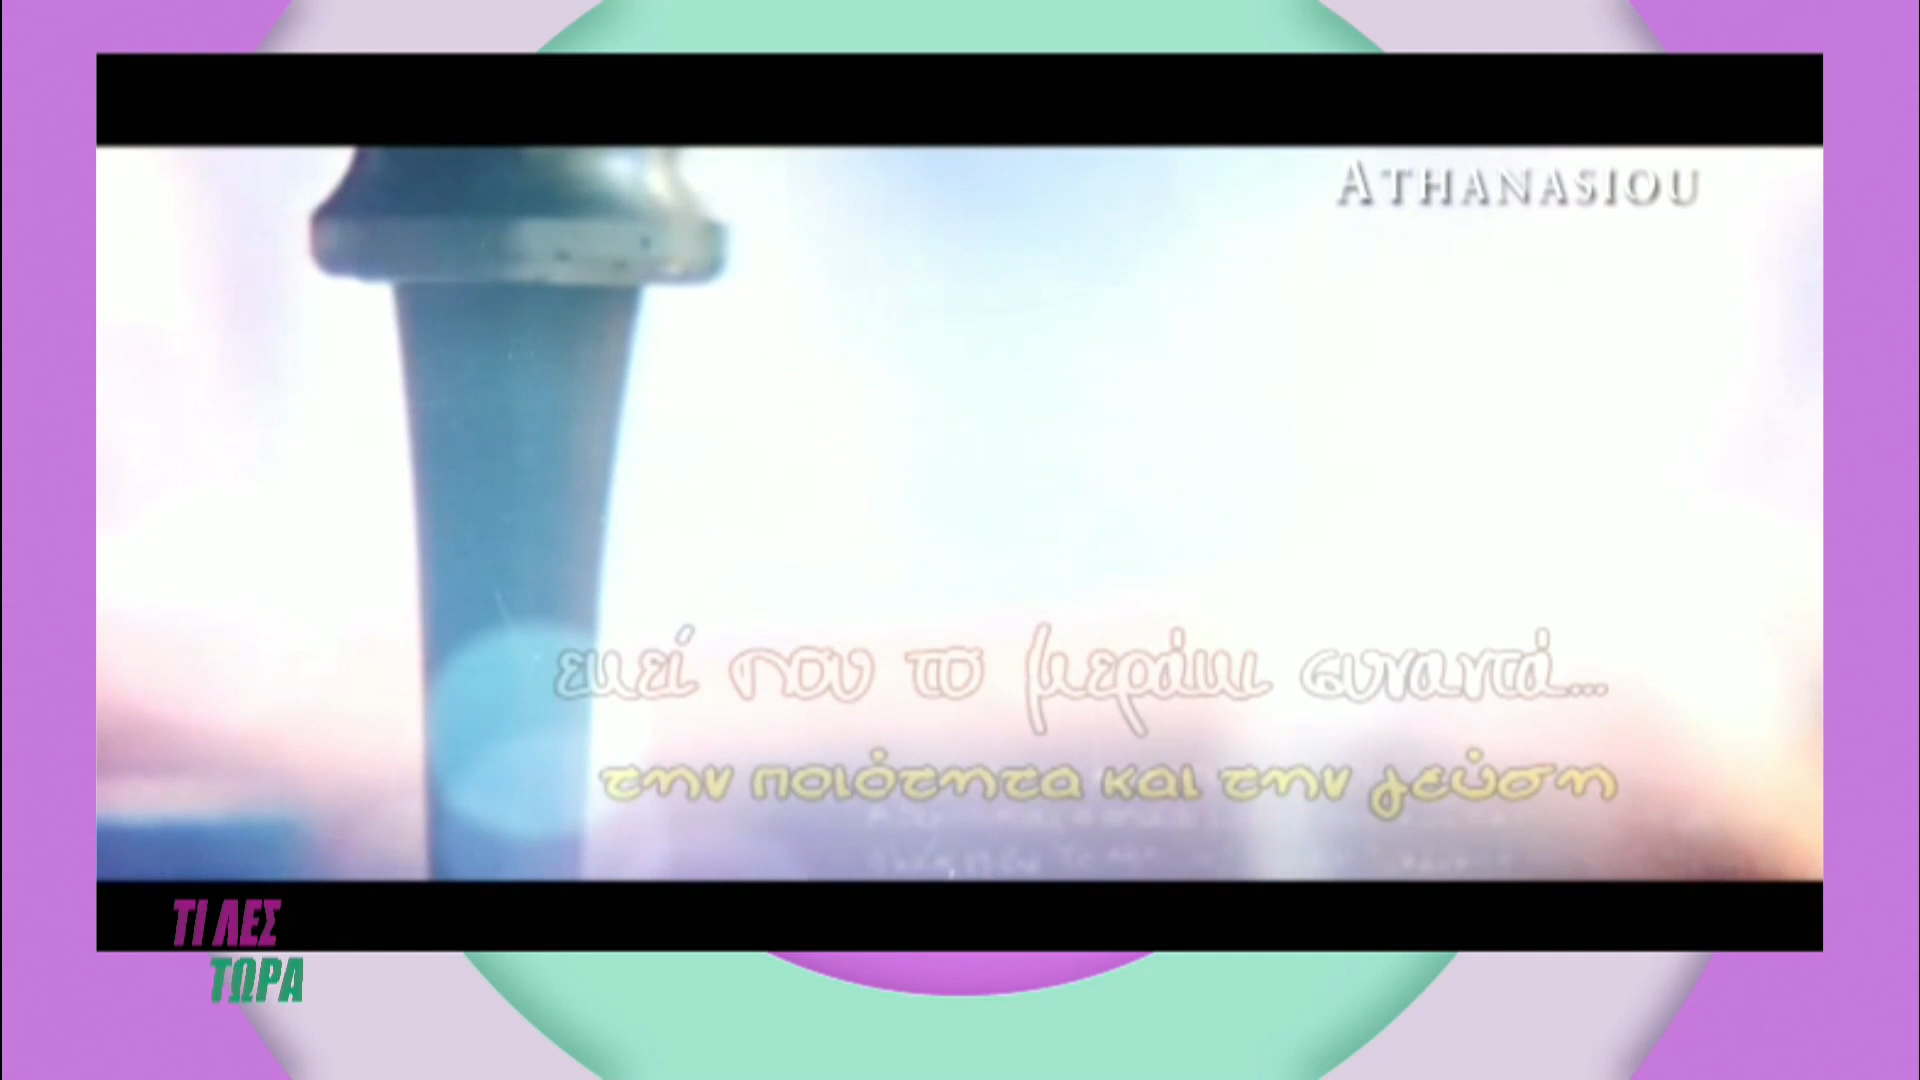 ATHANASIOU
εκεί που το μεράκι συναντά...
την ποιότητα και την γεύση
ΤΙ ΛΕΣ
ΤΩΡΑ